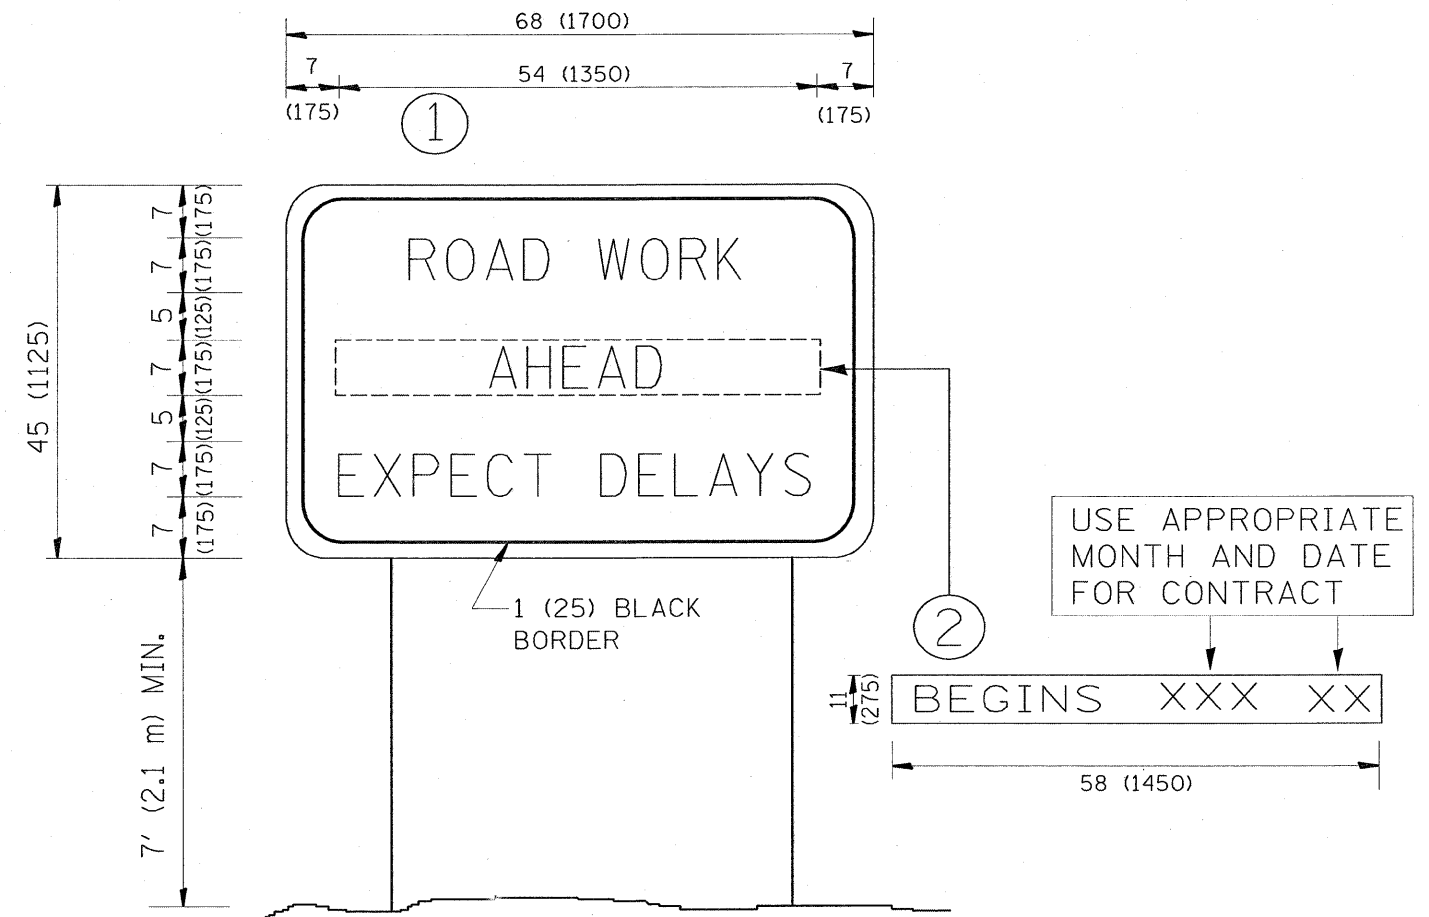 68 (1700)
7
54 (1350)
7
(175)
(175)
1
ROAD WORK
AHEAD
EXPECT DELAYS
45 (1125)
7 (175)
7 (175)
5 (125)
7 (175)
5 (125)
7 (175)
7 (175)
7' (2.1 m) MIN.
1 (25) BLACK
BORDER
USE APPROPRIATE
MONTH AND DATE
FOR CONTRACT
2
11
(275)
BEGINS XXX XX
58 (1450)